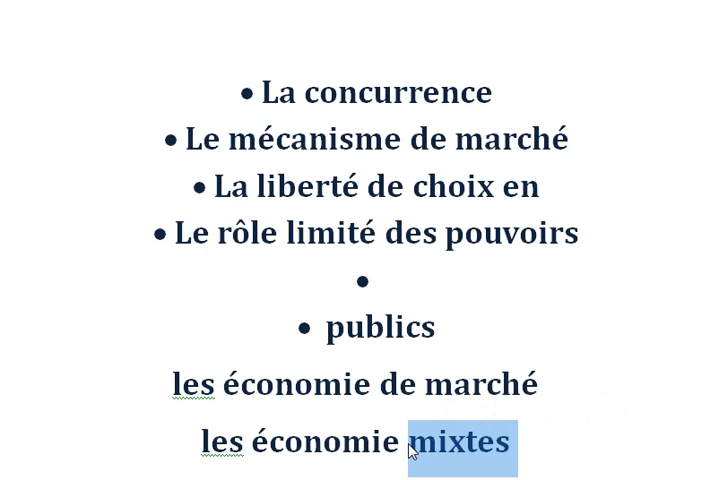 • La concurrence
• Le mécanisme de marché
• La liberté de choix en
• Le rôle limité des pouvoirs
•
• publics
les économie de marché
les économie mixtes